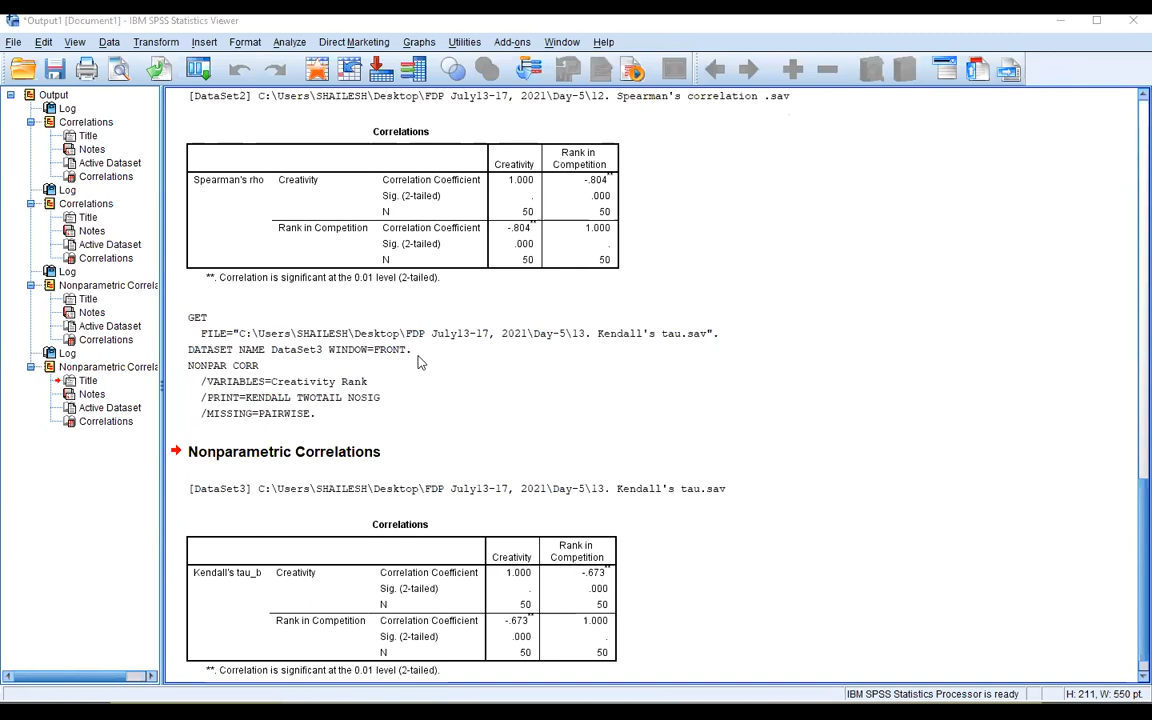 *Output1 [Document1] - IBM SPSS Statistics Viewer
File Edit View Data Transform Insert Format Analyze Direct Marketing Graphs Utilities Add-ons Window Help
Output
Log
Correlations
Title
Notes
Active Dataset
Correlations
Log
Correlations
Title
Notes
Active Dataset
Correlations
Log
Nonparametric Correla
Title
Notes
Active Dataset
Correlations
Log
Nonparametric Correla
Title
Notes
Active Dataset
Correlations
[DataSet2] C:\Users\SHAILESH\Desktop\FDP July13-17, 2021\Day-5\12. Spearman's correlation .sav
Correlations
Creativity Rank in
Competition
Spearman's rho Creativity Correlation Coefficient 1.000 -.804**
Sig. (2-tailed) . .000
N 50 50
Rank in Competition Correlation Coefficient -.804** 1.000
Sig. (2-tailed) .000 .
N 50 50
**. Correlation is significant at the 0.01 level (2-tailed).
GET
FILE="C:\Users\SHAILESH\Desktop\FDP July13-17, 2021\Day-5\13. Kendall's tau.sav".
DATASET NAME DataSet3 WINDOW=FRONT.
NONPAR CORR
/VARIABLES=Creativity Rank
/PRINT=KENDALL TWOTAIL NOSIG
/MISSING=PAIRWISE.
Nonparametric Correlations
[DataSet3] C:\Users\SHAILESH\Desktop\FDP July13-17, 2021\Day-5\13. Kendall's tau.sav
Correlations
Creativity Rank in
Competition
Kendall's tau_b Creativity Correlation Coefficient 1.000 -.673**
Sig. (2-tailed) . .000
N 50 50
Rank in Competition Correlation Coefficient -.673** 1.000
Sig. (2-tailed) .000 .
N 50 50
**. Correlation is significant at the 0.01 level (2-tailed).
IBM SPSS Statistics Processor is ready H: 211, W: 550 pt.